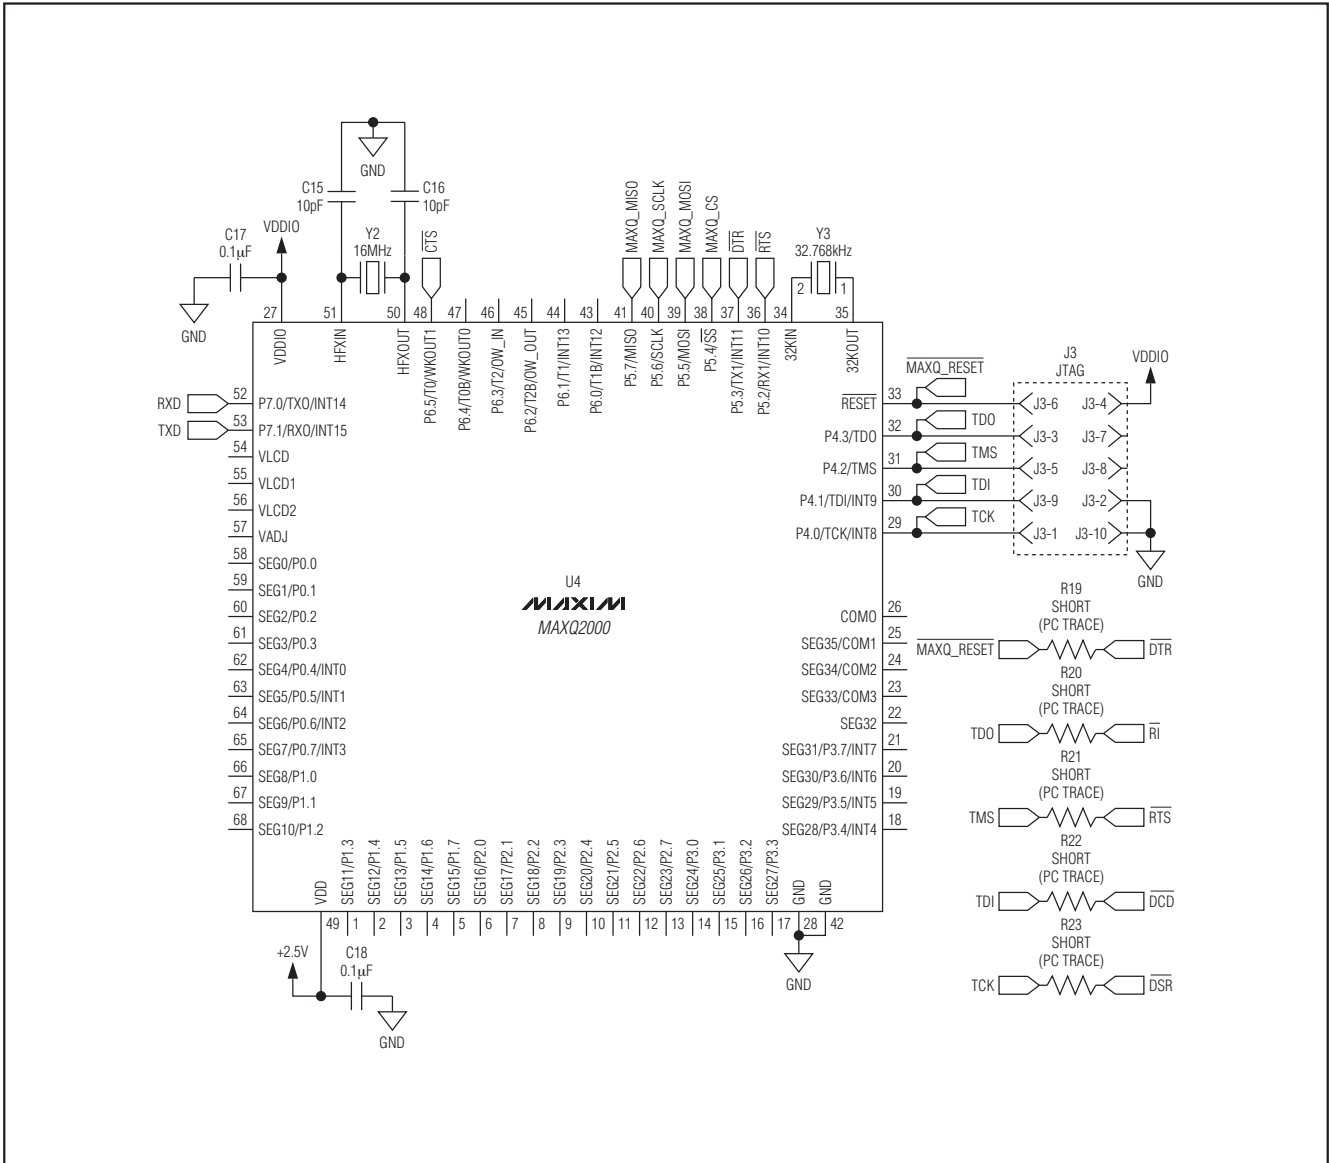 GND
C15
10pF
C16
10pF
C17
0.1μF
VDDIO
GND
Y2
16MHz
CTS
MAXQ_MISO
MAXQ_SCLK
MAXQ_MOSI
MAXQ_CS
DTR
RTS
Y3
32.768kHz
2 1
27 51 50 48 47 46 45 44 43 41 40 39 38 37 36 34 35
VDDIO
HFXIN
HFXOUT
P6.5/T0/WKOUT1
P6.4/T0B/WKOUT0
P6.3/T2/OW_IN
P6.2/T2B/OW_OUT
P6.1/T1/INT13
P6.0/T1B/INT12
P5.7/MISO
P5.6/SCLK
P5.5/MOSI
P5.4/SS
P5.3/TX1/INT11
P5.2/RX1/INT10
32KIN
32KOUT
RXD 52 P7.0/TXO/INT14
TXD 53 P7.1/RXO/INT15
54 VLCD
55 VLCD1
56 VLCD2
57 VADJ
58 SEG0/P0.0
59 SEG1/P0.1
60 SEG2/P0.2
61 SEG3/P0.3
62 SEG4/P0.4/INT0
63 SEG5/P0.5/INT1
64 SEG6/P0.6/INT2
65 SEG7/P0.7/INT3
66 SEG8/P1.0
67 SEG9/P1.1
68 SEG10/P1.2
U4
MAXIM
MAXQ2000
RESET 33
P4.3/TDO 32
P4.2/TMS 31
P4.1/TDI/INT9 30
P4.0/TCK/INT8 29
COMO 26
SEG35/COM1 25
SEG34/COM2 24
SEG33/COM3 23
SEG32 22
SEG31/P3.7/INT7 21
SEG30/P3.6/INT6 20
SEG29/P3.5/INT5 19
SEG28/P3.4/INT4 18
MAXQ_RESET
TDO
TMS
TDI
TCK
J3
JTAG
VDDIO
J3-6 J3-4
J3-3 J3-7
J3-5 J3-8
J3-9 J3-2
J3-1 J3-10
GND
R19
SHORT
(PC TRACE)
MAXQ_RESET DTR
R20
SHORT
(PC TRACE)
TDO RI
R21
SHORT
(PC TRACE)
TMS RTS
R22
SHORT
(PC TRACE)
TDI DCD
R23
SHORT
(PC TRACE)
TCK DSR
VDD
SEG11/P1.3
SEG12/P1.4
SEG13/P1.5
SEG14/P1.6
SEG15/P1.7
SEG16/P2.0
SEG17/P2.1
SEG18/P2.2
SEG19/P2.3
SEG20/P2.4
SEG21/P2.5
SEG22/P2.6
SEG23/P2.7
SEG24/P3.0
SEG25/P3.1
SEG26/P3.2
SEG27/P3.3
GND
GND
49 1 2 3 4 5 6 7 8 9 10 11 12 13 14 15 16 17 28 42
+2.5V
C18
0.1μF
GND
GND